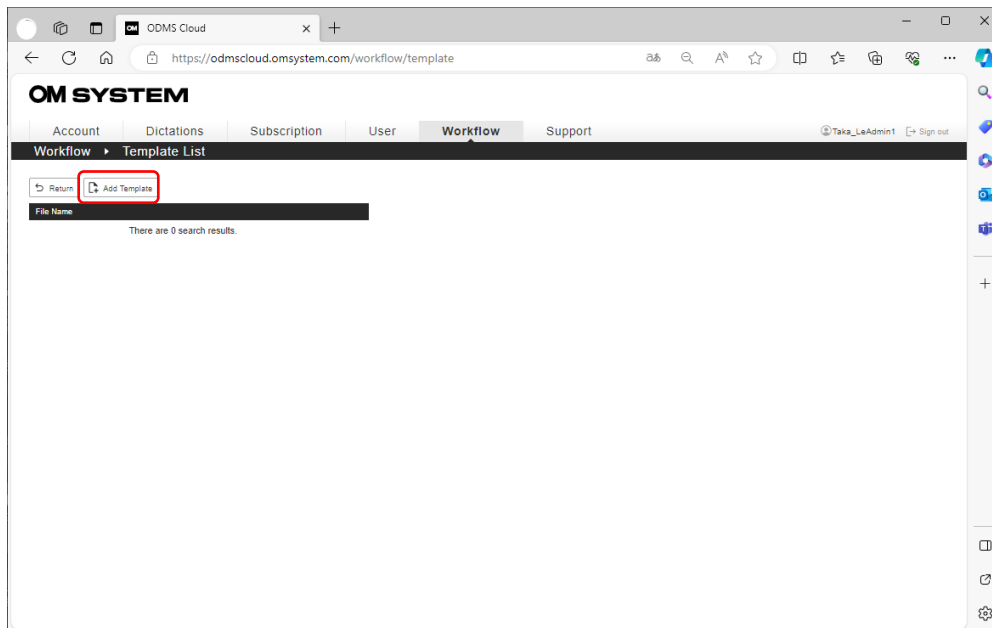 ODMS Cloud
https://odmscloud.omsystem.com/workflow/template
OM SYSTEM
Account Dictations Subscription User Workflow Support Taka_LeAdmin1 Sign out
Workflow ▸ Template List
Return Add Template
File Name
There are 0 search results.